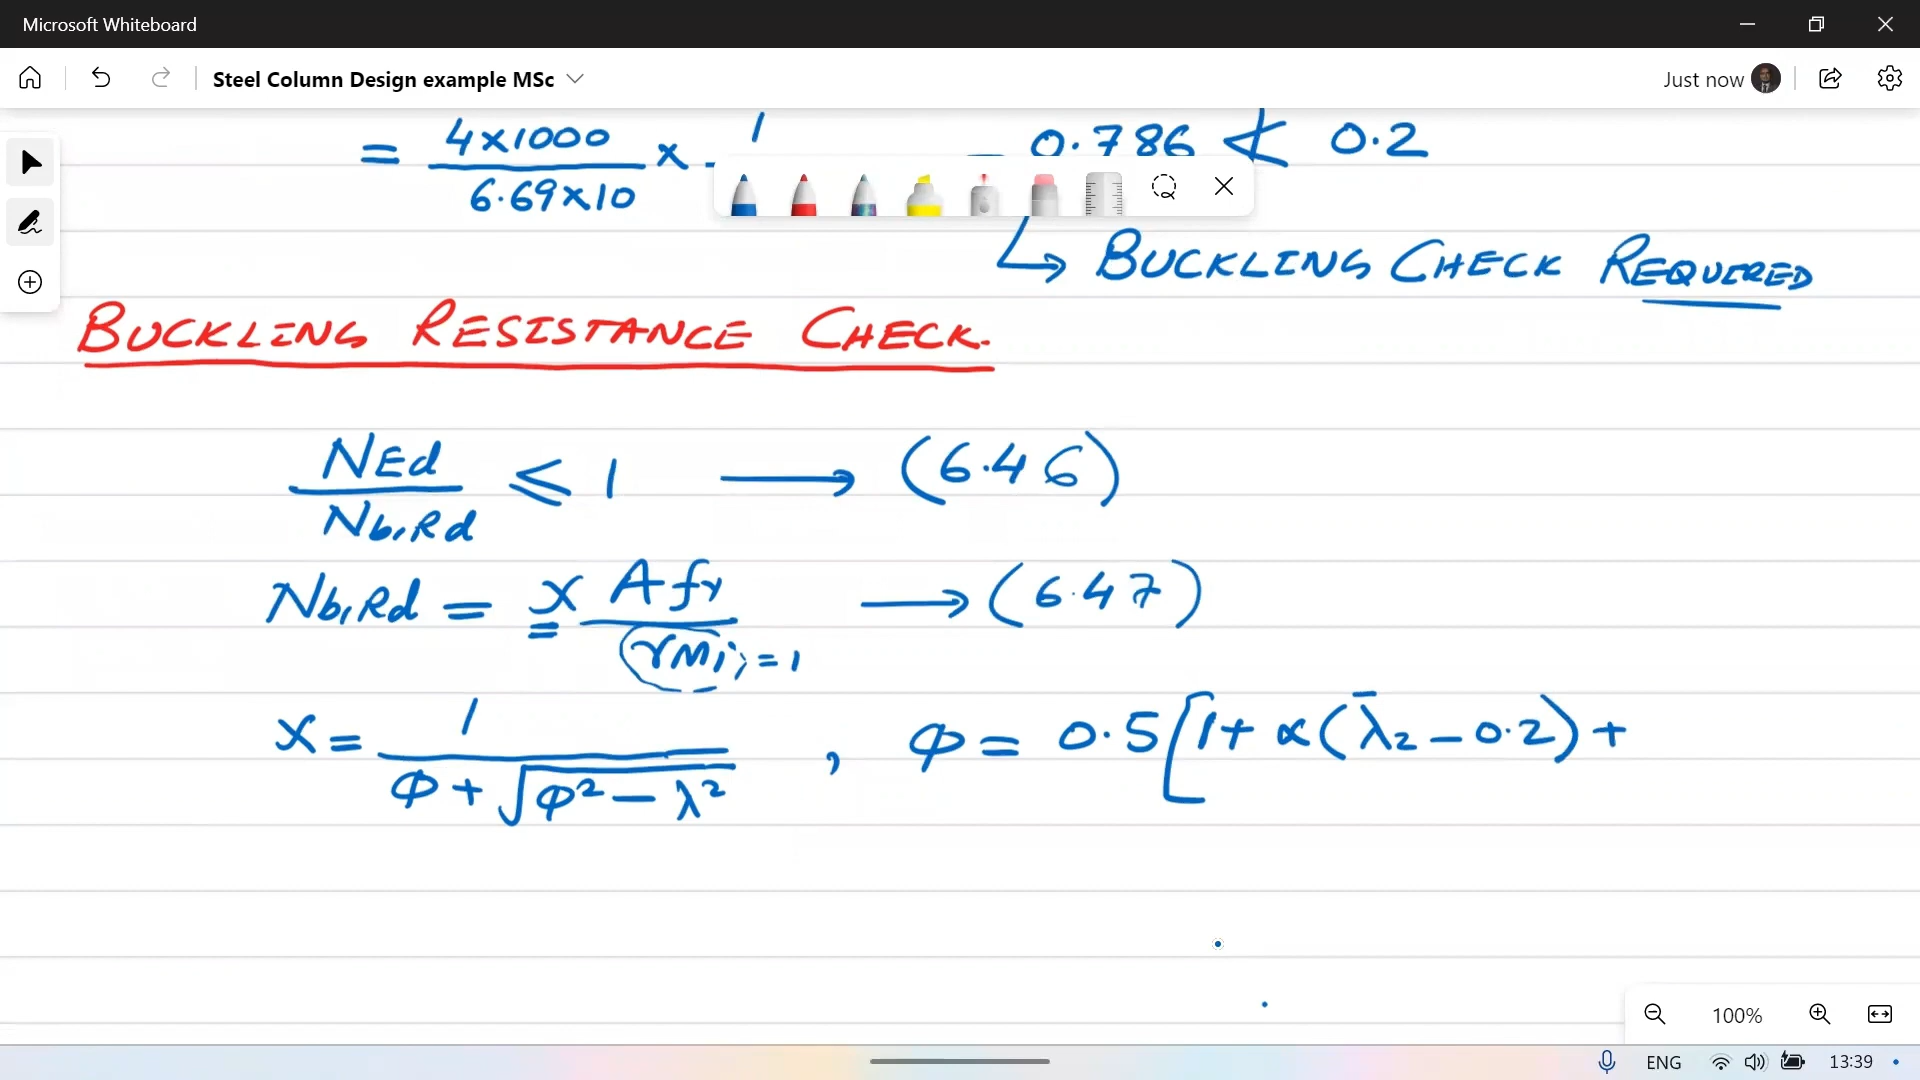 Microsoft Whiteboard
Steel Column Design example MSc
Just now
= 4×1000 / 6.69×10 × 1 = 0.786 ≮ 0.2
↳ BUCKLING CHECK REQUIRED
BUCKLING RESISTANCE CHECK.
NEd / Nb,Rd ≤ 1 → (6.46)
Nb,Rd = χ A fy / γM1 = 1 → (6.47)
χ = 1 / (Φ + √(Φ² − λ²)) , Φ = 0.5[1 + α(λ̄z − 0.2) +
100%
ENG
13:39